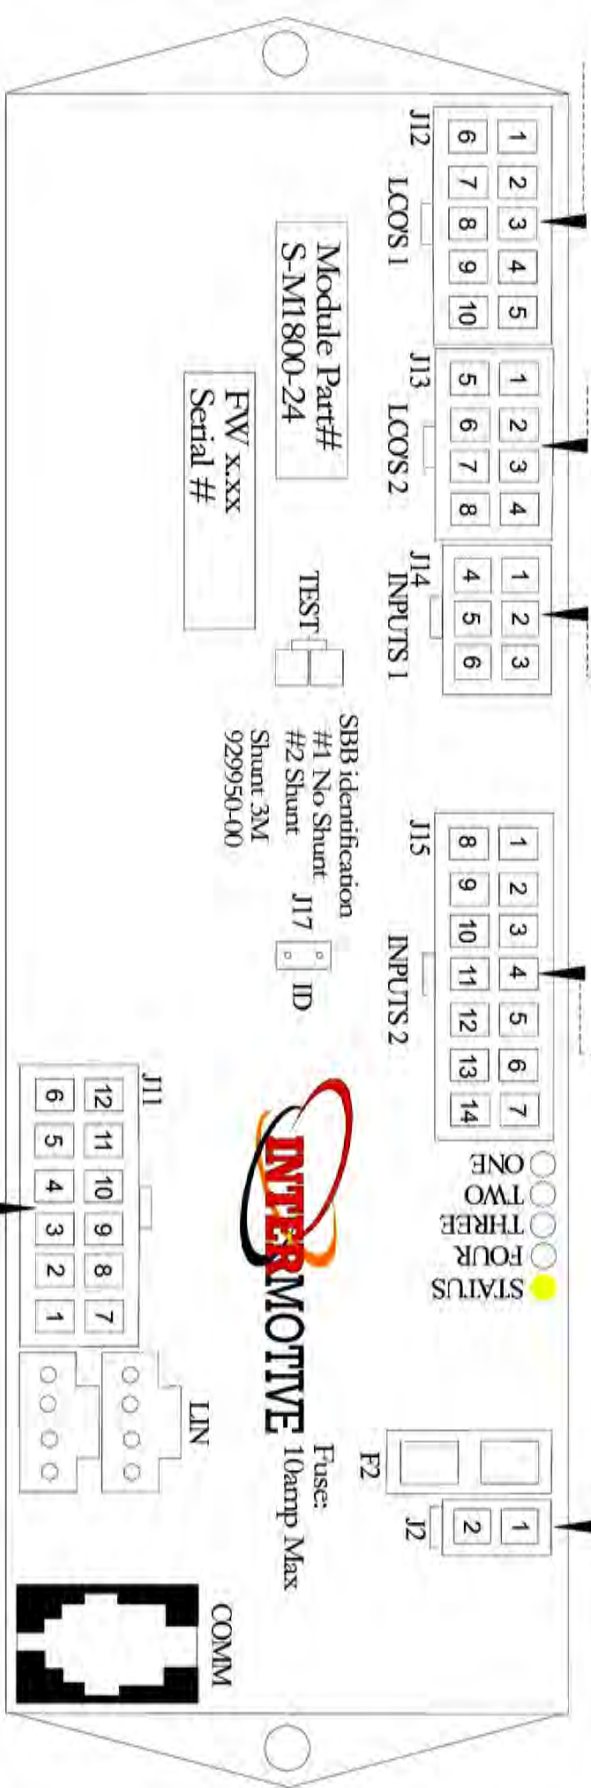 1 2 3 4 5
6 7 8 9 10
J12
LCO'S 1
1 2 3 4
5 6 7 8
J13
LCO'S 2
1 2 3
4 5 6
J14
INPUTS 1
1 2 3 4 5 6 7
8 9 10 11 12 13 14
J15
INPUTS 2
ONE
TWO
THREE
FOUR
STATUS
F2
1
2
J2
Module Part#
S-M1800-24
FW x.xx
Serial #
TEST
SBB identification
#1 No Shunt
#2 Shunt
Shunt 3M
929950-00
J17
ID
INTERMOTIVE
Fuse:
10amp Max
J11
12 11 10 9 8 7
6 5 4 3 2 1
LIN
COMM